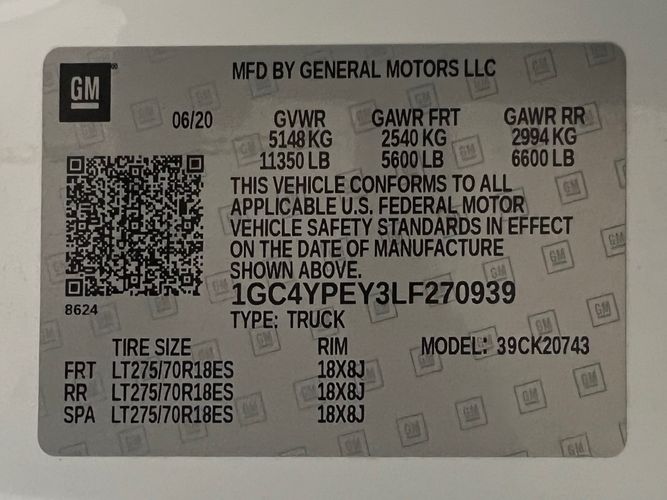 GM
MFD BY GENERAL MOTORS LLC
06/20 GVWR GAWR FRT GAWR RR
5148 KG 2540 KG 2994 KG
11350 LB 5600 LB 6600 LB
THIS VEHICLE CONFORMS TO ALL
APPLICABLE U.S. FEDERAL MOTOR
VEHICLE SAFETY STANDARDS IN EFFECT
ON THE DATE OF MANUFACTURE
SHOWN ABOVE.
1GC4YPEY3LF270939
8624
TYPE: TRUCK
TIRE SIZE RIM MODEL: 39CK20743
FRT LT275/70R18ES 18X8J
RR LT275/70R18ES 18X8J
SPA LT275/70R18ES 18X8J